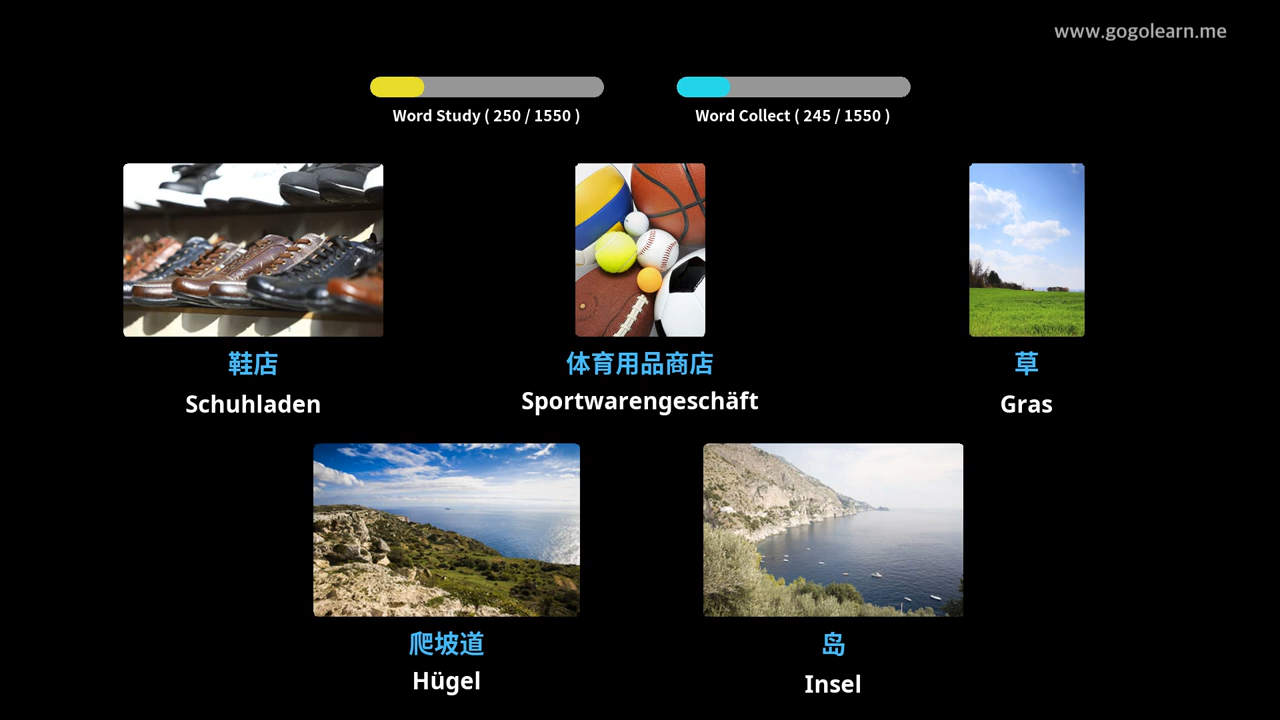 www.gogolearn.me
Word Study ( 250 / 1550 )
Word Collect ( 245 / 1550 )
鞋店
体育用品商店
草
Schuhladen
Sportwarengeschäft
Gras
爬坡道
岛
Hügel
Insel